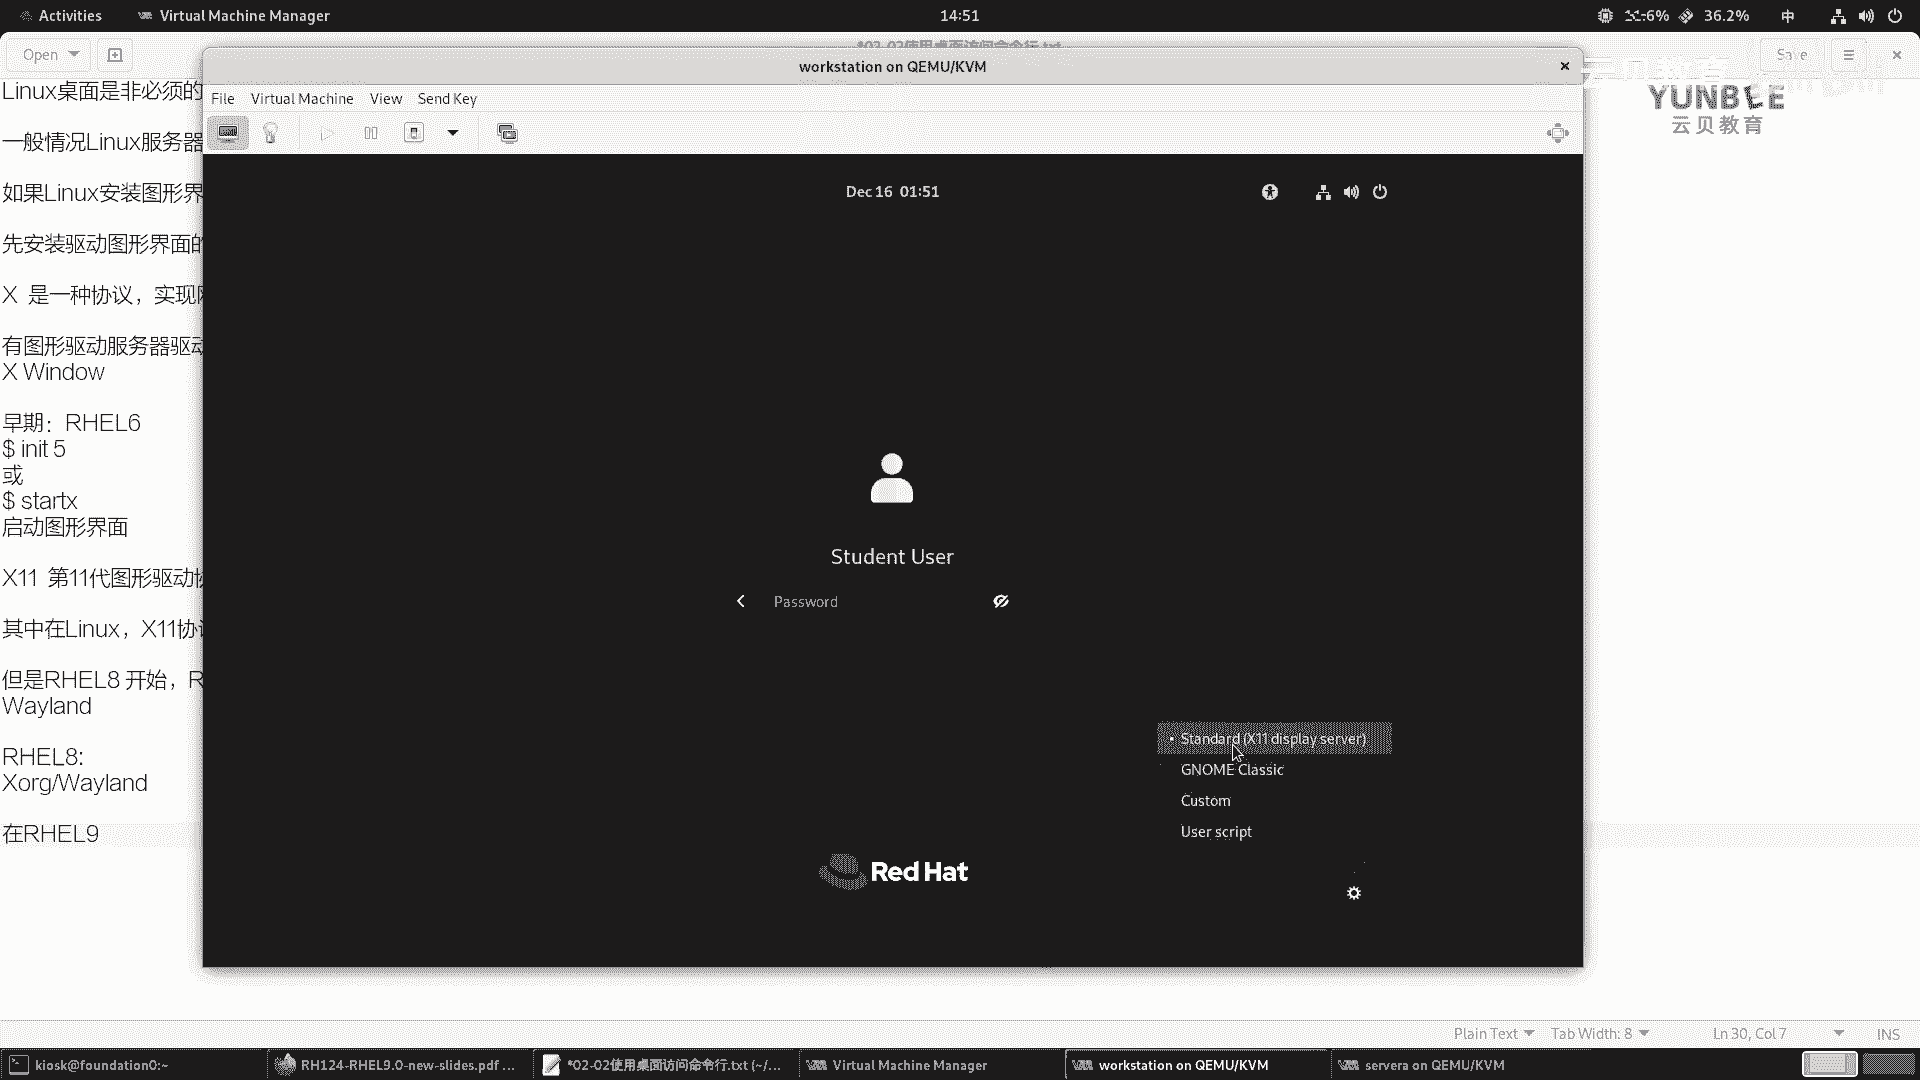 Activities
Virtual Machine Manager
14:51
36.2%
中
Open
Save
workstation on QEMU/KVM
File Virtual Machine View Send Key
YUNBEE
云贝教育
Linux桌面是非必须的
一般情况Linux服务器
如果Linux安装图形界
先安装驱动图形界面的
X 是一种协议，实现
有图形驱动服务器驱动
X Window
早期：RHEL6
$ init 5
或
$ startx
启动图形界面
X11 第11代图形驱动协
其中在Linux，X11协议
但是RHEL8 开始，R
Wayland
RHEL8:
Xorg/Wayland
在RHEL9
Dec 16 01:51
Student User
Password
Standard (X11 display server)
GNOME Classic
Custom
User script
Red Hat
Plain Text
Tab Width: 8
Ln 30, Col 7
INS
kiosk@foundation0:~
RH124-RHEL9.0-new-slides.pdf ...
*02-02使用桌面访问命令行.txt (~/...
Virtual Machine Manager
workstation on QEMU/KVM
servera on QEMU/KVM